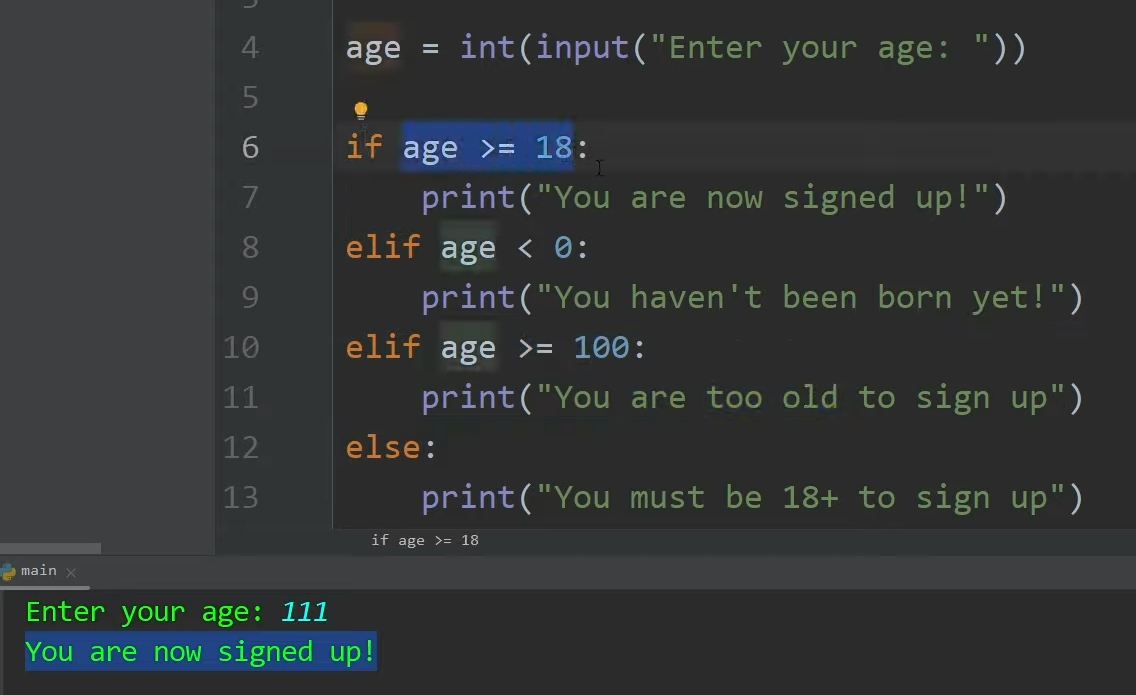 4 age = int(input("Enter your age: "))
5
6 if age >= 18:
7 print("You are now signed up!")
8 elif age < 0:
9 print("You haven't been born yet!")
10 elif age >= 100:
11 print("You are too old to sign up")
12 else:
13 print("You must be 18+ to sign up")
if age >= 18
main
Enter your age: 111
You are now signed up!